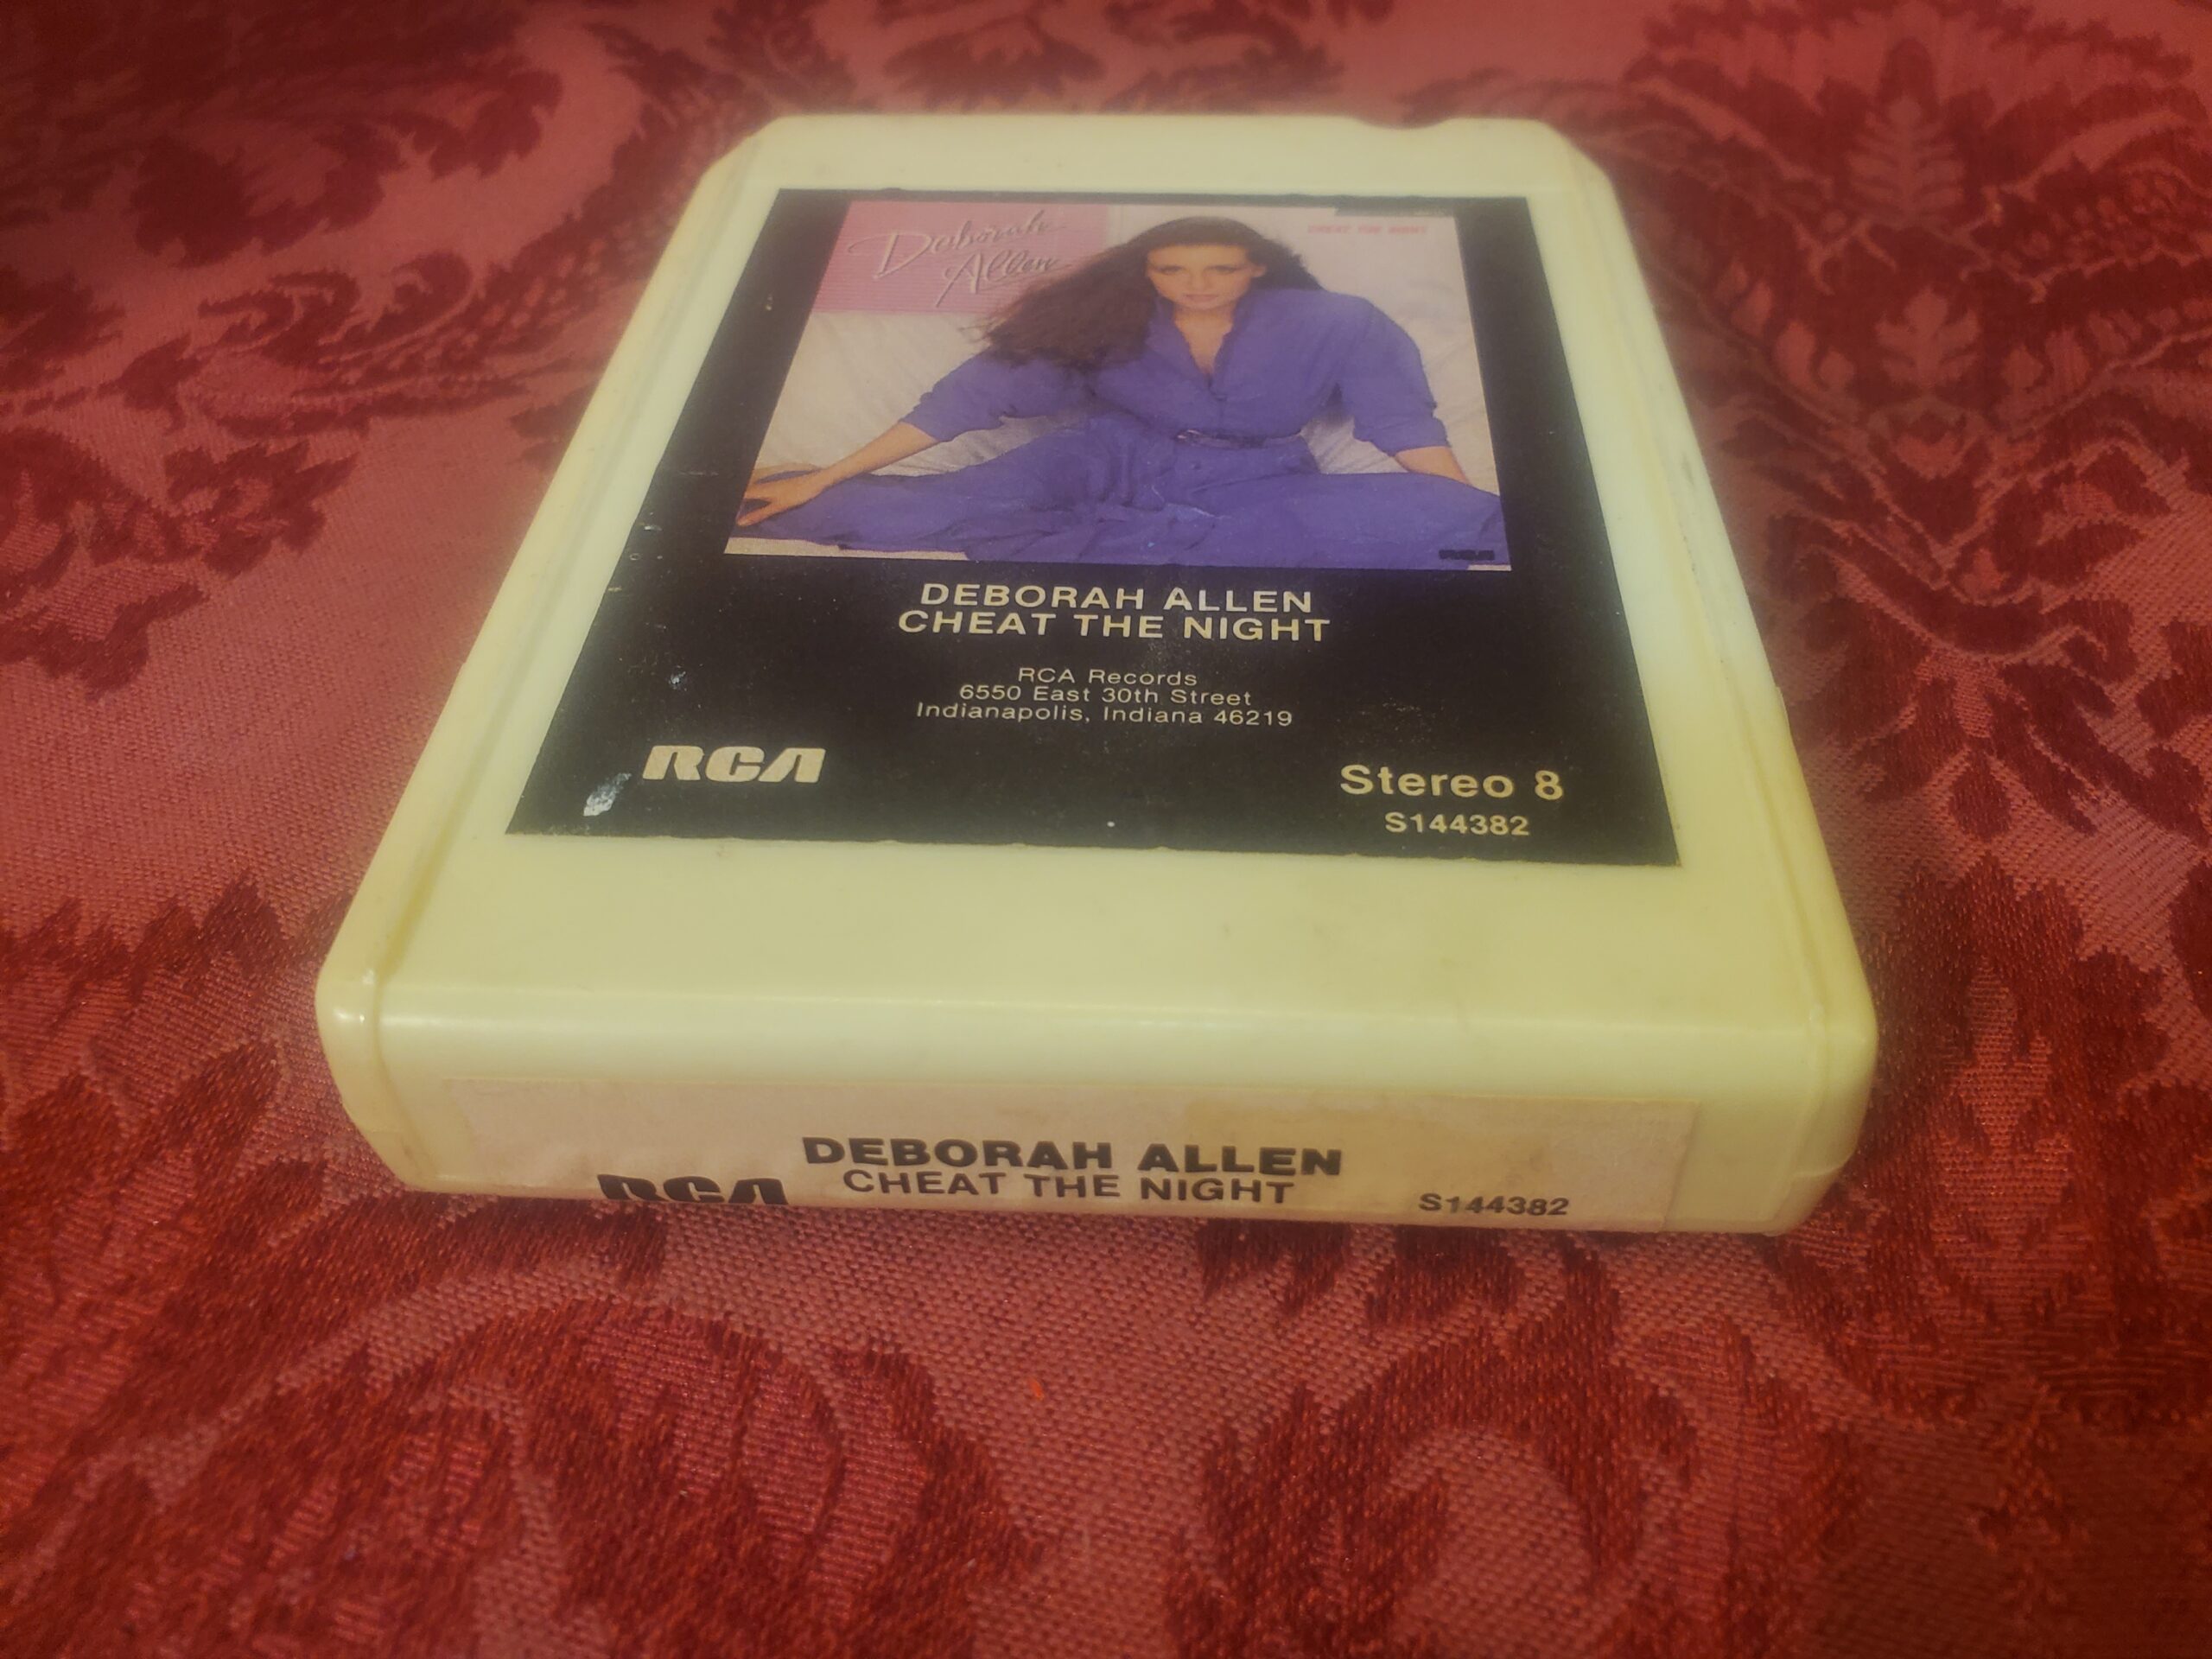 Deborah
Allen
CHEAT THE NIGHT
DEBORAH ALLEN
CHEAT THE NIGHT
RCA Records
6550 East 30th Street
Indianapolis, Indiana 46219
RCA
Stereo 8
S144382
DEBORAH ALLEN
CHEAT THE NIGHT
RCA
S144382